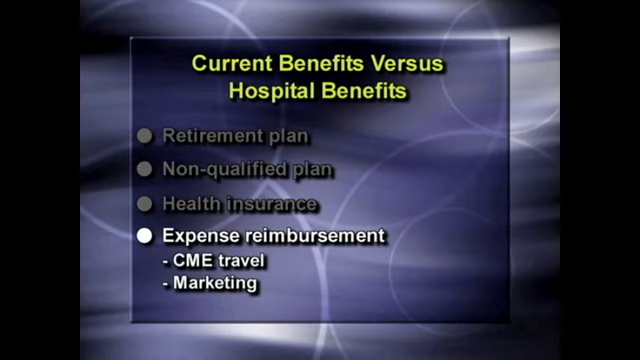 Current Benefits Versus
Hospital Benefits
Retirement plan
Non-qualified plan
Health insurance
Expense reimbursement
- CME travel
- Marketing